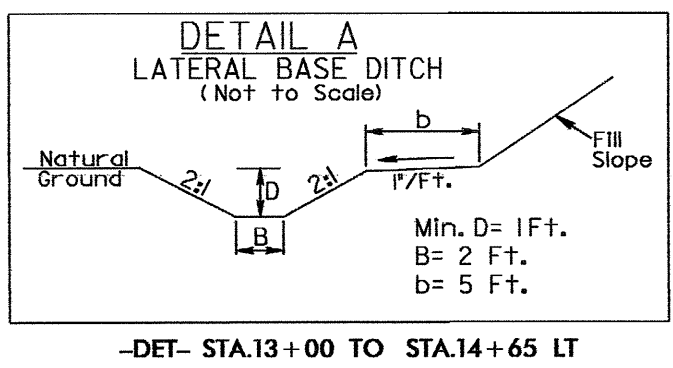 DETAIL A
LATERAL BASE DITCH
(Not to Scale)
b
Natural
Ground
2:1
D
2:1
1"/Ft.
Fill
Slope
B
Min. D= 1Ft.
B= 2 Ft.
b= 5 Ft.
-DET- STA.13+00 TO STA.14+65 LT